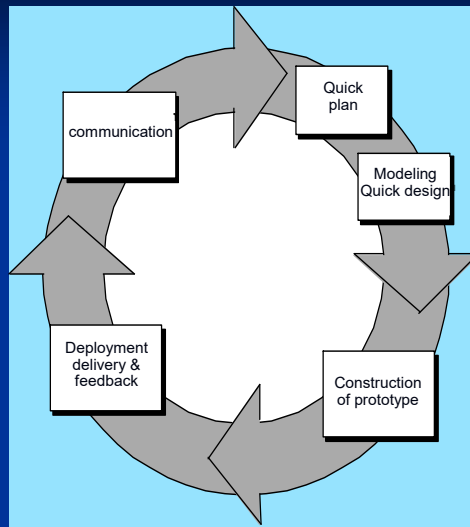 communication
Quick
plan
Modeling
Quick design
Construction
of prototype
Deployment
delivery &
feedback